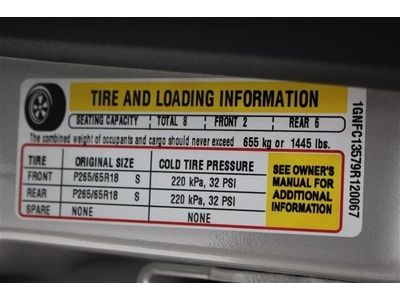 TIRE AND LOADING INFORMATION
SEATING CAPACITY TOTAL 8 FRONT 2 REAR 6
The combined weight of occupants and cargo should never exceed 655 kg or 1445 lbs.
TIRE ORIGINAL SIZE COLD TIRE PRESSURE
FRONT P265/65R18 S 220 kPa, 32 PSI
REAR P265/65R18 S 220 kPa, 32 PSI
SPARE NONE NONE
SEE OWNER'S
MANUAL FOR
ADDITIONAL
INFORMATION
1GNFC13579R120067